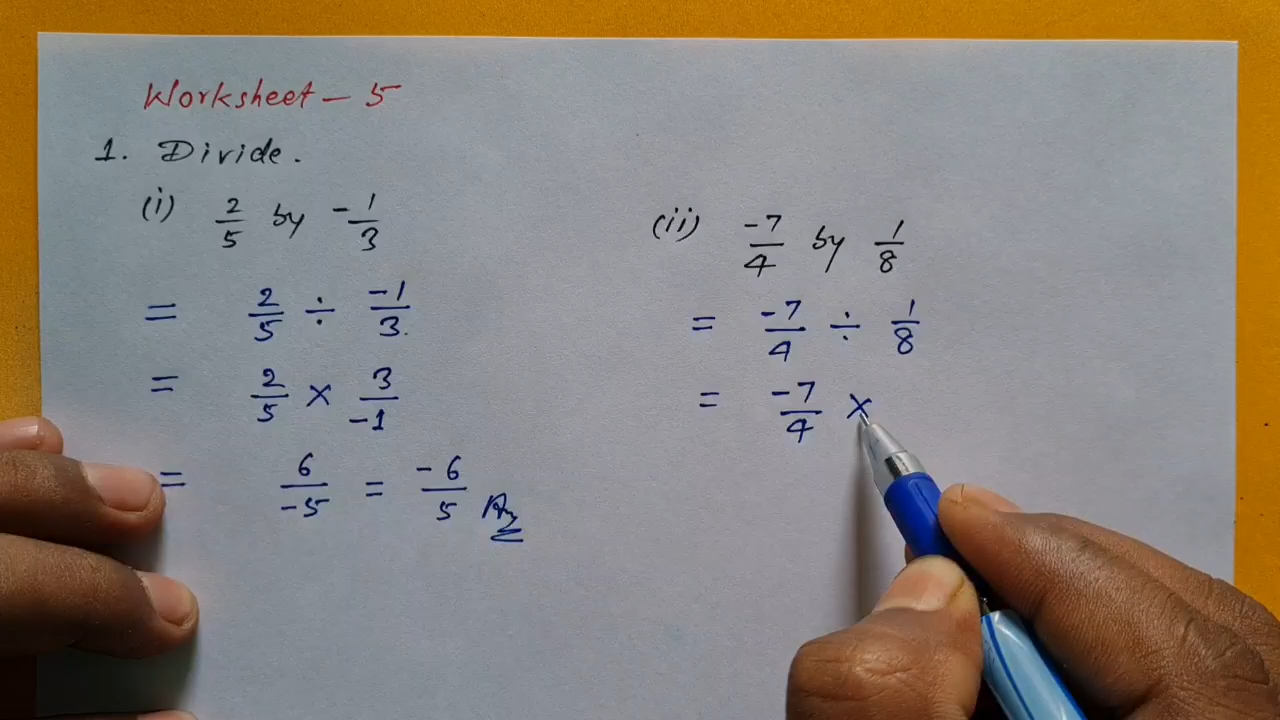 Worksheet - 5
1. Divide.
(i) 2/5 by -1/3
= 2/5 ÷ -1/3.
= 2/5 × 3/-1
= 6/-5 = -6/5 Ans
(ii) -7/4 by 1/8
= -7/4 ÷ 1/8
= -7/4 ×